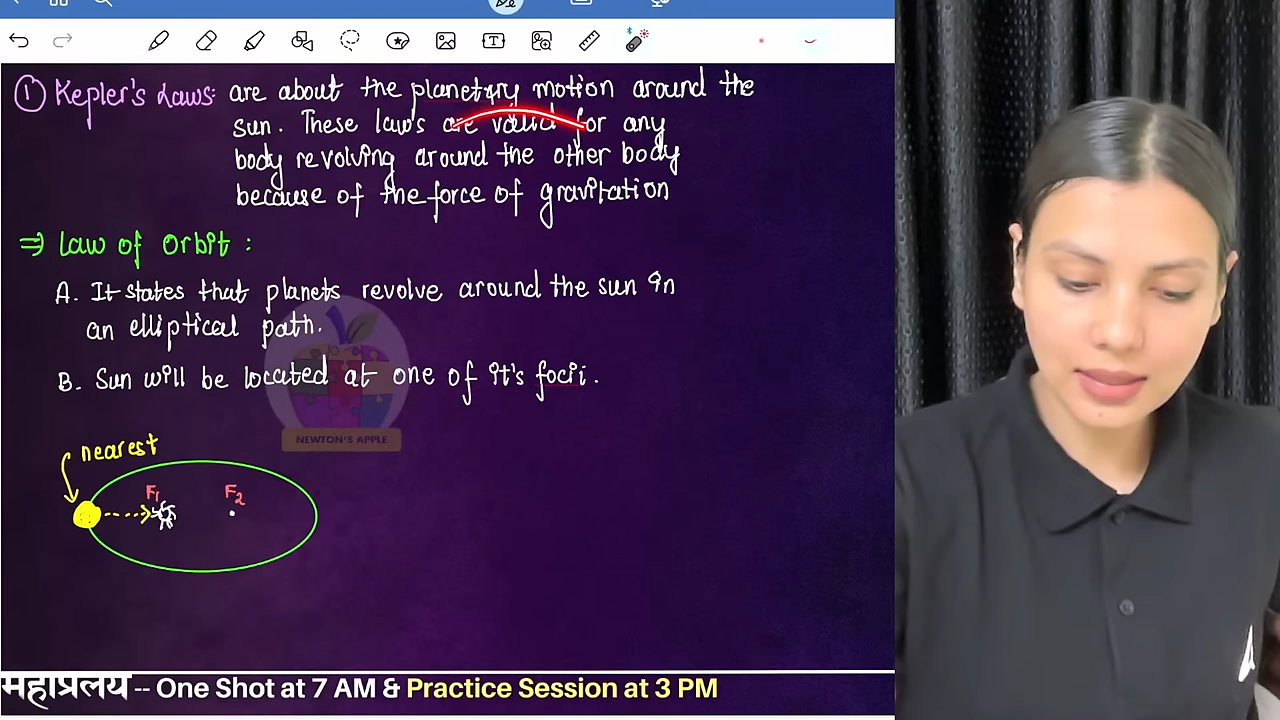 ① Kepler's Laws: are about the planetary motion around the
sun. These law's are valid for any
body revolving around the other body
because of the force of gravitation
⇒ Law of Orbit :
A. It states that planets revolve around the sun in
an elliptical path.
B. Sun will be located at one of it's focii.
NEWTON'S APPLE
nearest
F1 F2
महाप्रलय -- One Shot at 7 AM & Practice Session at 3 PM